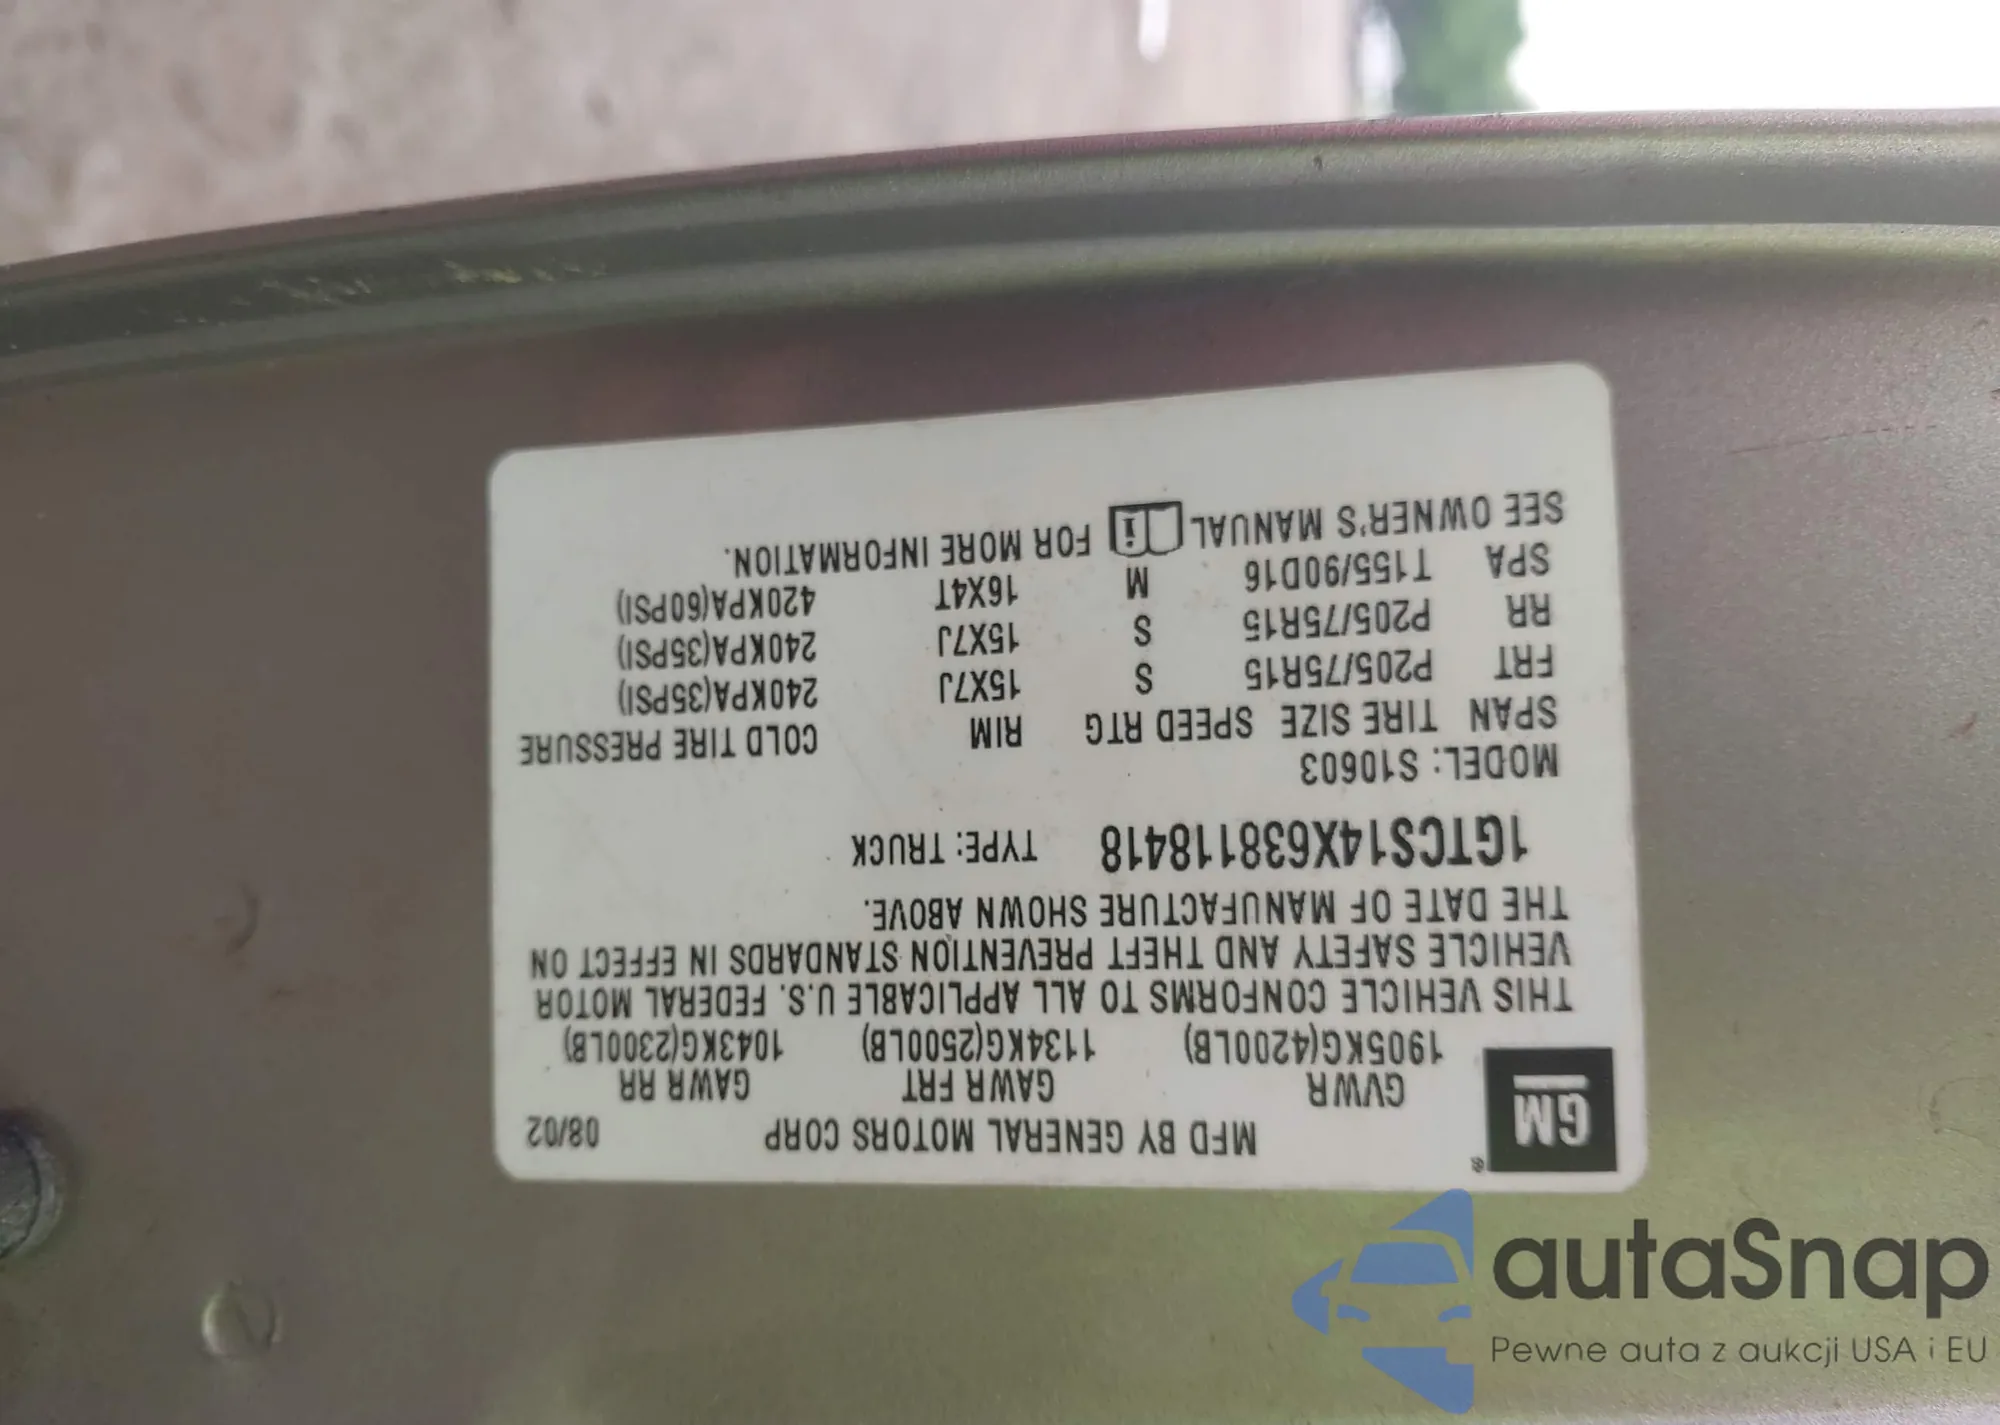 GM
®
MFD BY GENERAL MOTORS CORP 08/02
GVWR GAWR FRT GAWR RR
1905KG(4200LB) 1134KG(2500LB) 1043KG(2300LB)
THIS VEHICLE CONFORMS TO ALL APPLICABLE U.S. FEDERAL MOTOR
VEHICLE SAFETY AND THEFT PREVENTION STANDARDS IN EFFECT ON
THE DATE OF MANUFACTURE SHOWN ABOVE.
1GTCS14X638118418 TYPE: TRUCK
MODEL: S10603
SPAN TIRE SIZE SPEED RTG RIM COLD TIRE PRESSURE
FRT P205/75R15 S 15X7J 240KPA(35PSI)
RR P205/75R15 S 15X7J 240KPA(35PSI)
SPA T155/90D16 M 16X4T 420KPA(60PSI)
SEE OWNER'S MANUAL i FOR MORE INFORMATION.
autaSnap
Pewne auta z aukcji USA i EU